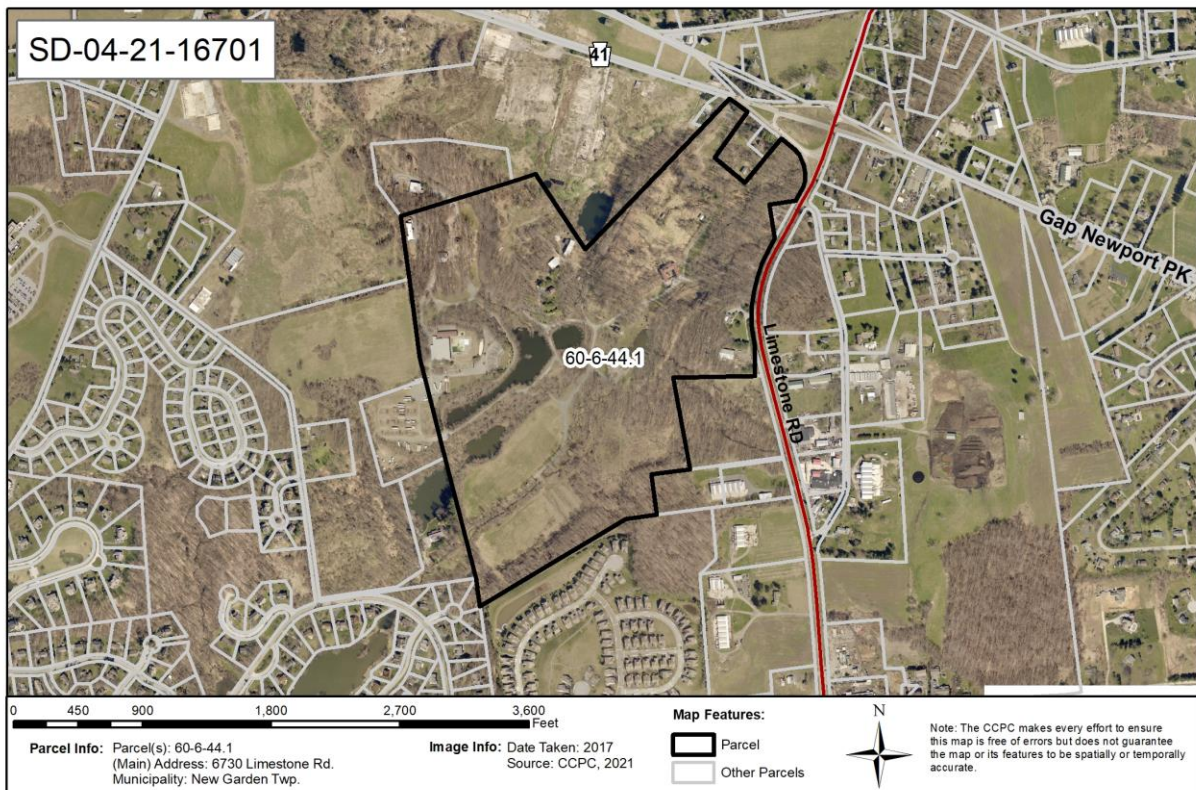 SD-04-21-16701
41
Gap Newport PK
60-6-44.1
Limestone RD
0 450 900 1,800 2,700 3,600
Feet
Parcel Info: Parcel(s): 60-6-44.1
(Main) Address: 6730 Limestone Rd.
Municipality: New Garden Twp.
Image Info: Date Taken: 2017
Source: CCPC, 2021
Map Features:
Parcel
Other Parcels
N
Note: The CCPC makes every effort to ensure
this map is free of errors but does not guarantee
the map or its features to be spatially or temporally
accurate.